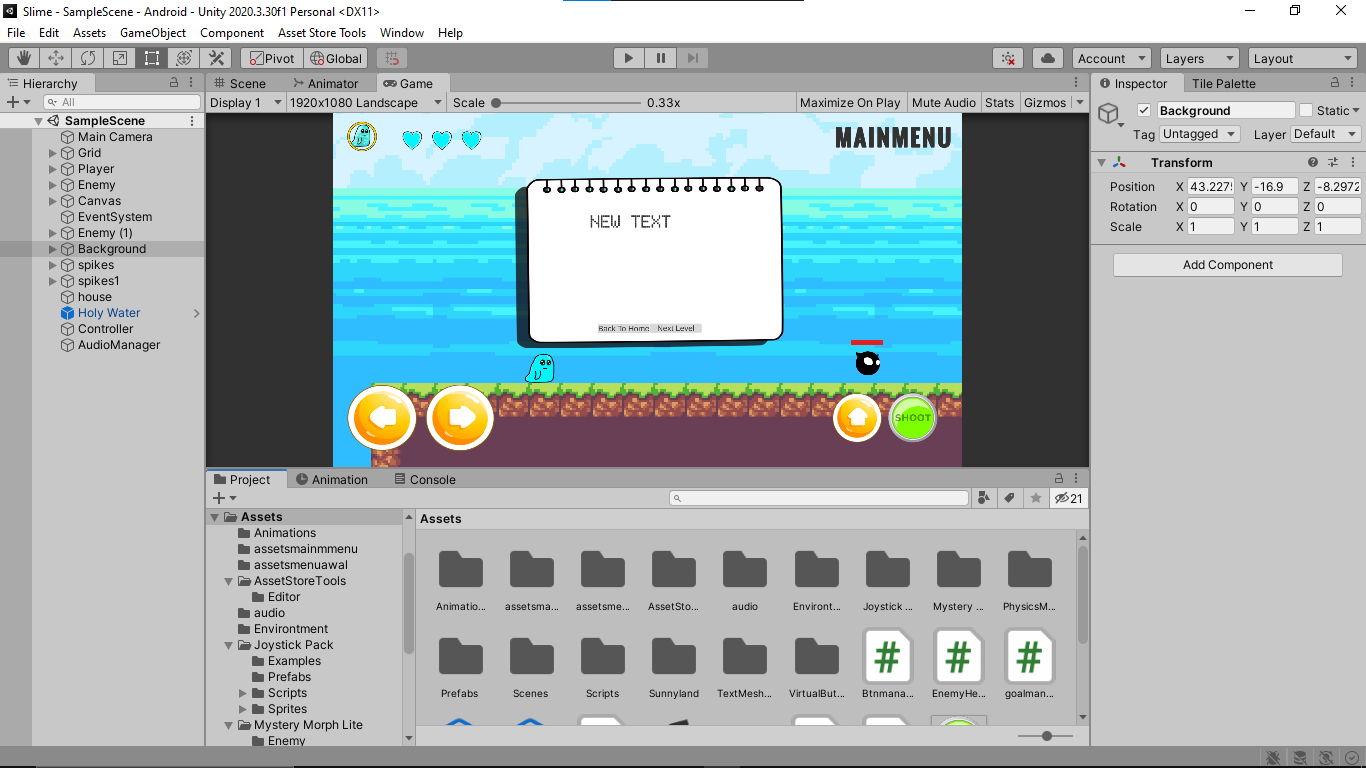 Slime - SampleScene - Android - Unity 2020.3.30f1 Personal <DX11>
File Edit Assets GameObject Component Asset Store Tools Window Help
Pivot Global Account Layers Layout
Hierarchy
All
SampleScene
Main Camera
Grid
Player
Enemy
Canvas
EventSystem
Enemy (1)
Background
spikes
spikes1
house
Holy Water
Controller
AudioManager
Scene Animator Game
Display 1 1920x1080 Landscape Scale 0.33x Maximize On Play Mute Audio Stats Gizmos
MAINMENU
NEW TEXT
Back To Home Next Level
SHOOT
Inspector Tile Palette
Background Static
Tag Untagged Layer Default
Transform
Position X 43.2275 Y -16.9 Z -8.2972
Rotation X 0 Y 0 Z 0
Scale X 1 Y 1 Z 1
Add Component
Project Animation Console
21
Assets
Animations
assetsmainmmenu
assetsmenuawal
AssetStoreTools
Editor
audio
Environtment
Joystick Pack
Examples
Prefabs
Scripts
Sprites
Mystery Morph Lite
Enemy
Assets
Animatio... assetsma... assetsme... AssetSto... audio Environt... Joystick ... Mystery ... PhysicsM...
Prefabs Scenes Scripts Sunnyland TextMesh... VirtualBut... Btnmana... EnemyHe... goalman...